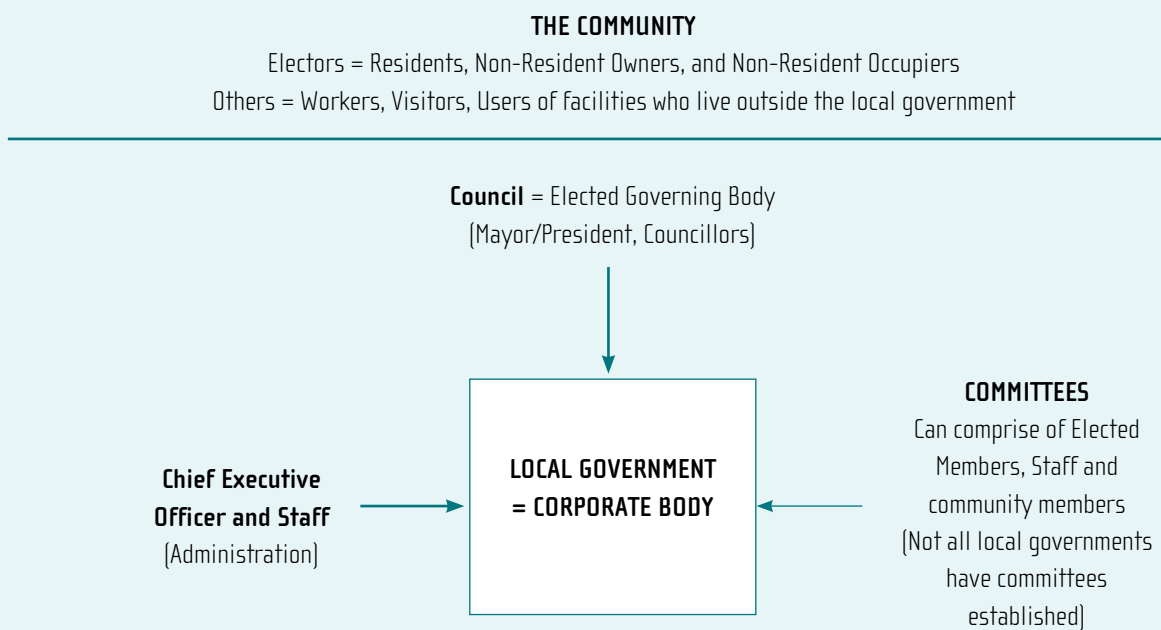 THE COMMUNITY
Electors = Residents, Non-Resident Owners, and Non-Resident Occupiers
Others = Workers, Visitors, Users of facilities who live outside the local government
Council = Elected Governing Body
(Mayor/President, Councillors)
Chief Executive
Officer and Staff
(Administration)
LOCAL GOVERNMENT
= CORPORATE BODY
COMMITTEES
Can comprise of Elected
Members, Staff and
community members
(Not all local governments
have committees
established)